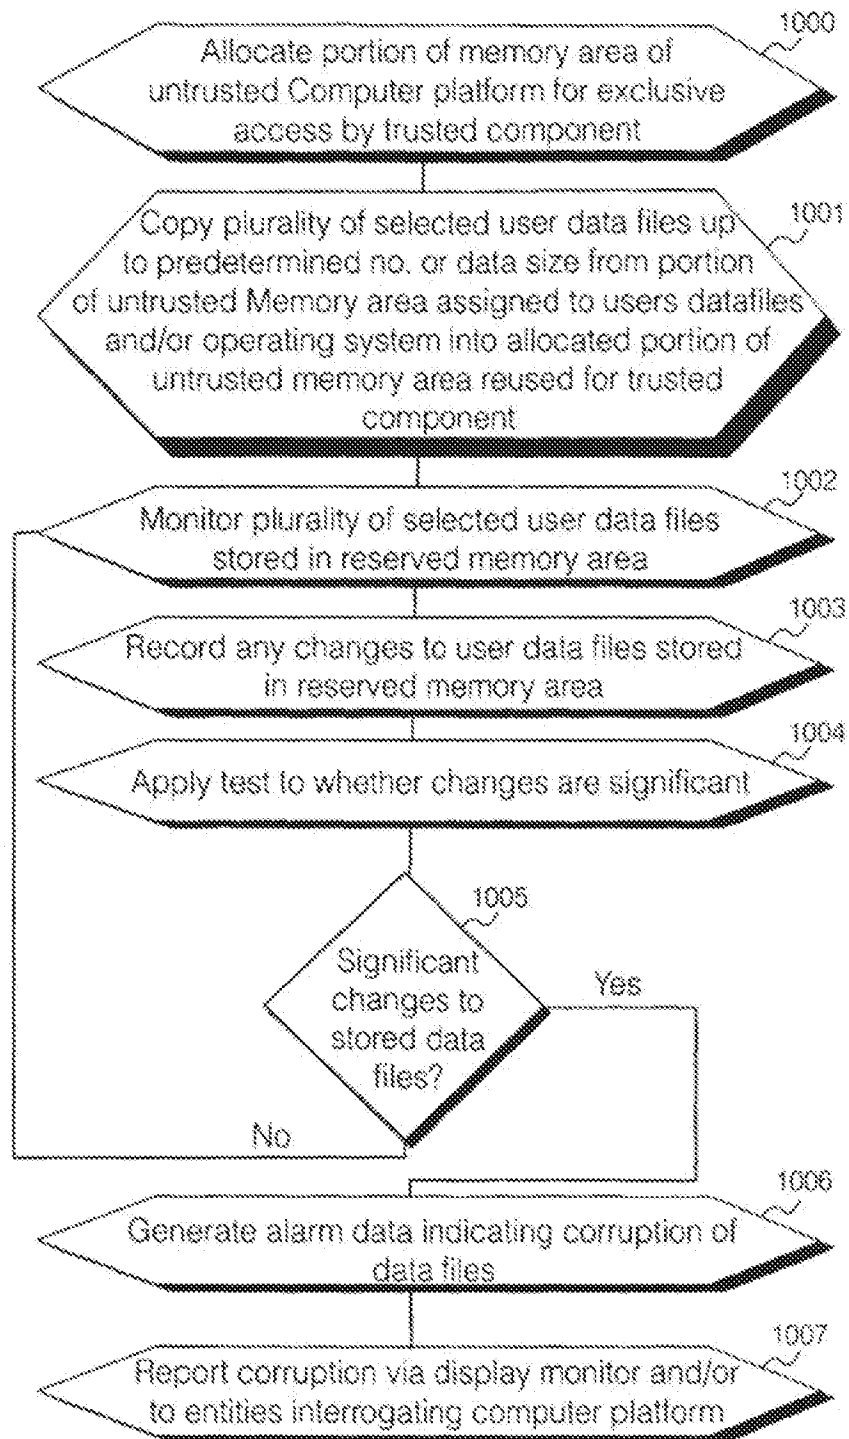 1000
Allocate portion of memory area of
untrusted Computer platform for exclusive
access by trusted component
1001
Copy plurality of selected user data files up
to predetermined no. or data size from portion
of untrusted Memory area assigned to users datafiles
and/or operating system into allocated portion of
untrusted memory area reused for trusted
component
1002
Monitor plurality of selected user data files
stored in reserved memory area
1003
Record any changes to user data files stored
in reserved memory area
1004
Apply test to whether changes are significant
1005
Significant
changes to
stored data
files?
Yes
No
1006
Generate alarm data indicating corruption of
data files
1007
Report corruption via display monitor and/or
to entities interrogating computer platform